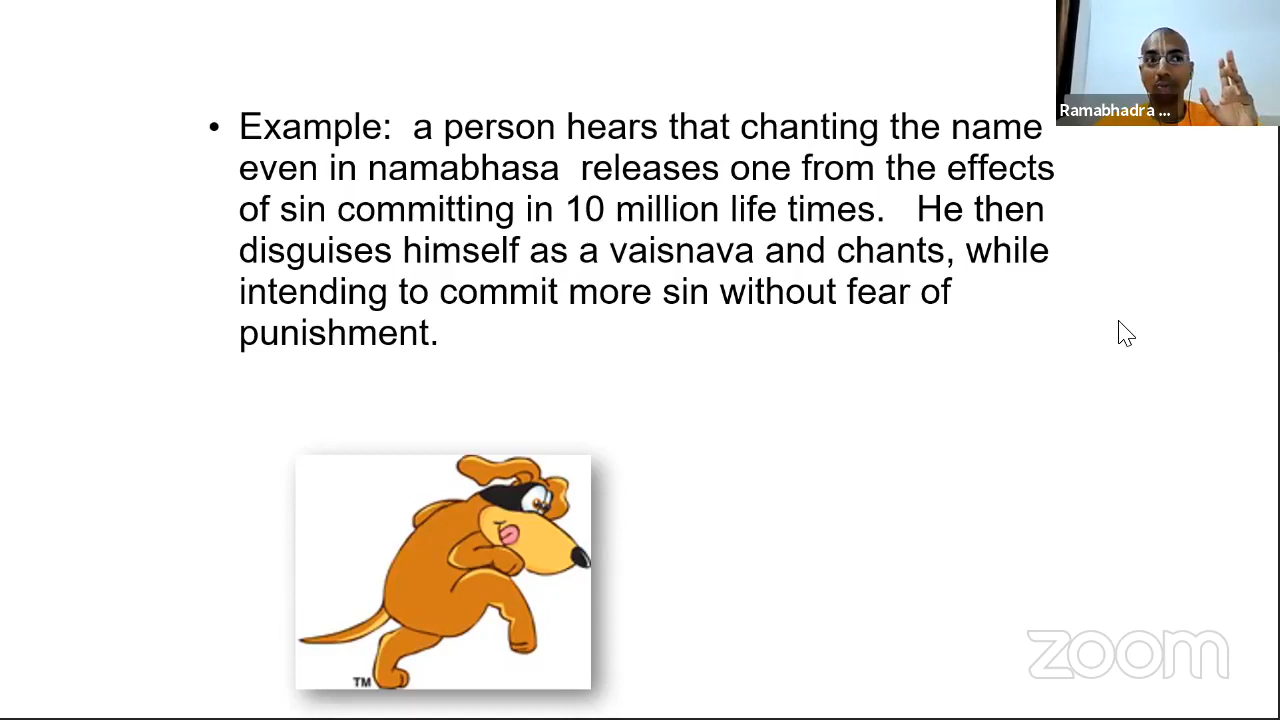 Ramabhadra ...
• Example:  a person hears that chanting the name
even in namabhasa  releases one from the effects
of sin committing in 10 million life times.   He then
disguises himself as a vaisnava and chants, while
intending to commit more sin without fear of
punishment.
TM
zoom